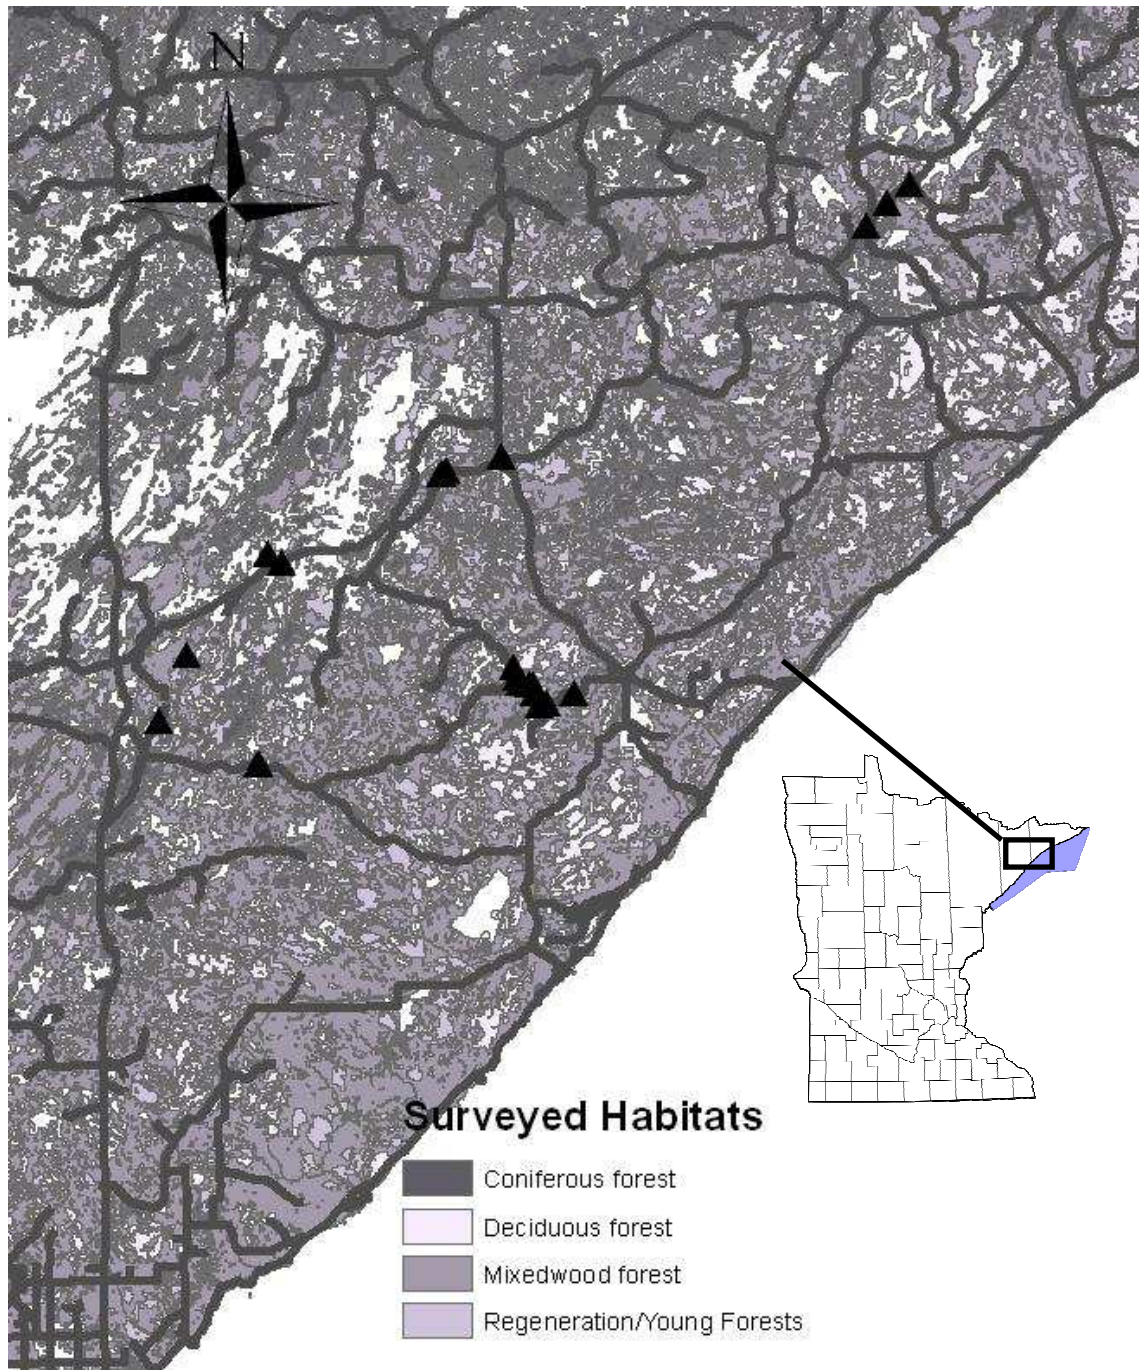 N
Surveyed Habitats
Coniferous forest
Deciduous forest
Mixedwood forest
Regeneration/Young Forests